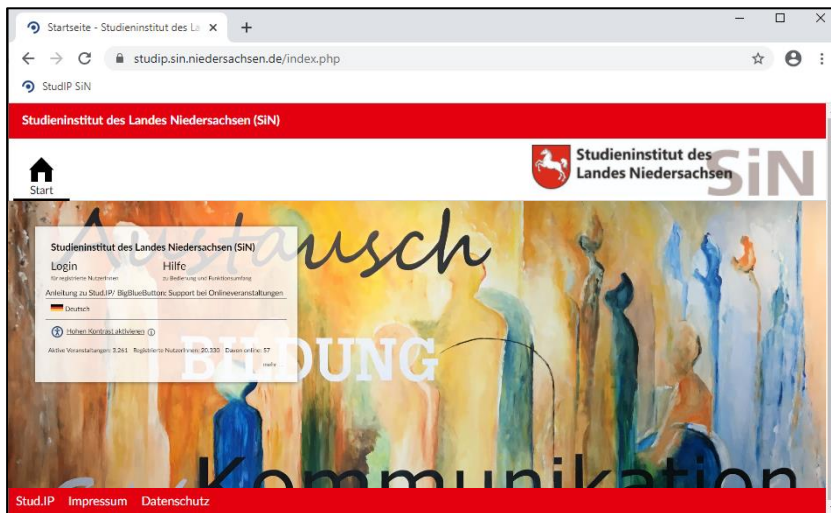 Startseite - Studieninstitut des La
studip.sin.niedersachsen.de/index.php
StudIP SiN
Studieninstitut des Landes Niedersachsen (SiN)
Start
Studieninstitut des
Landes Niedersachsen
SiN
Austausch
Studieninstitut des Landes Niedersachsen (SiN)
Login Hilfe
für registrierte NutzerInnen zu Bedienung und Funktionsumfang
Anleitung zu Stud.IP/ BigBlueButton: Support bei Onlineveranstaltungen
Deutsch
Hohen Kontrast aktivieren
Aktive Veranstaltungen: 2.261 Registrierte NutzerInnen: 20.330 Davon online: 57
mehr
BILDUNG
Kommunikation
Stud.IP Impressum Datenschutz